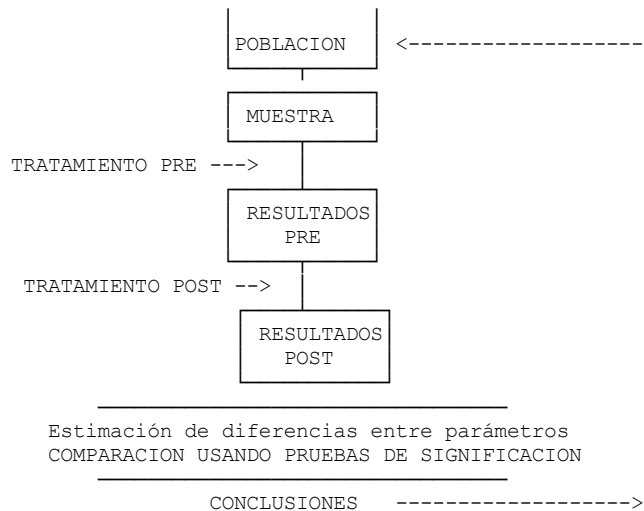 POBLACION <--------------------
MUESTRA
TRATAMIENTO PRE --->
RESULTADOS
PRE
TRATAMIENTO POST -->
RESULTADOS
POST
Estimación de diferencias entre parámetros
COMPARACION USANDO PRUEBAS DE SIGNIFICACION
CONCLUSIONES ------------------->